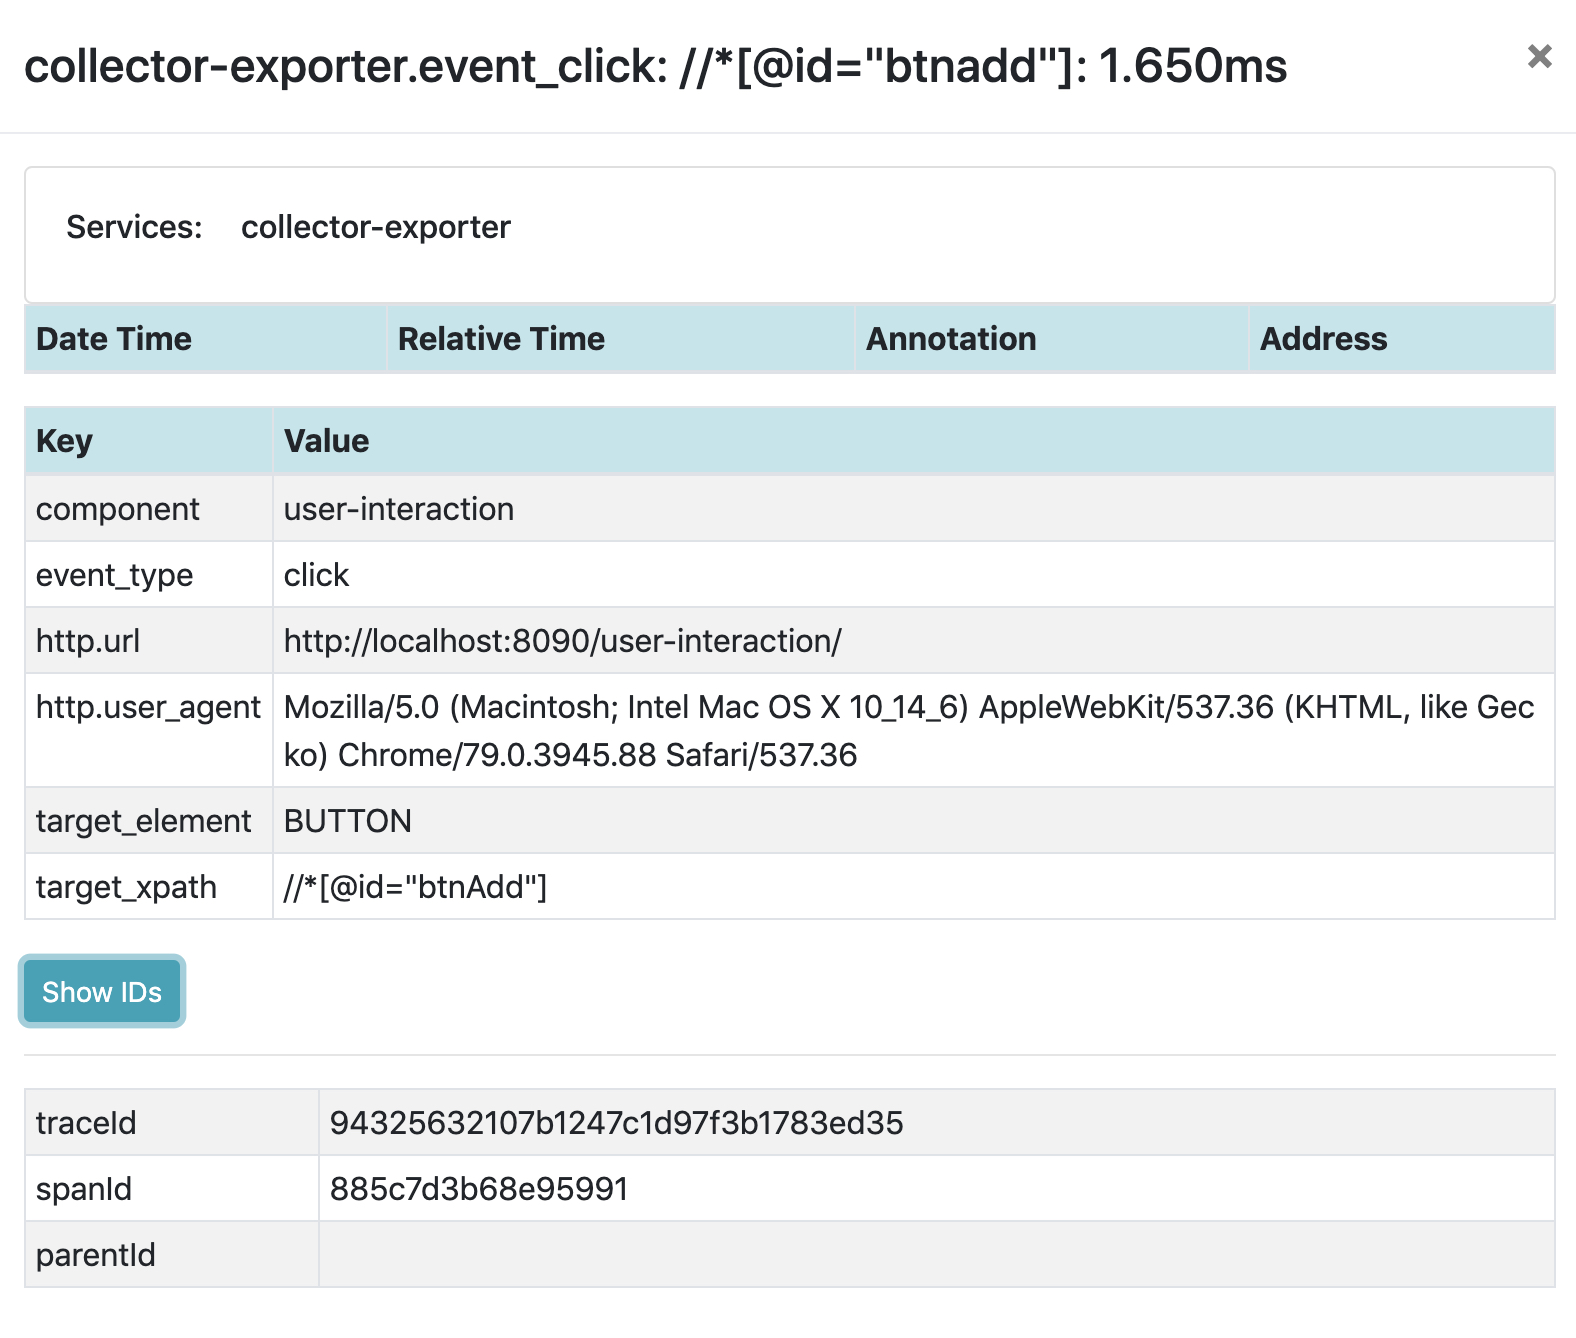 collector-exporter.event_click: //*[@id="btnadd"]: 1.650ms ×
Services: collector-exporter
Date Time Relative Time Annotation Address
Key Value
component user-interaction
event_type click
http.url http://localhost:8090/user-interaction/
http.user_agent Mozilla/5.0 (Macintosh; Intel Mac OS X 10_14_6) AppleWebKit/537.36 (KHTML, like Gec
ko) Chrome/79.0.3945.88 Safari/537.36
target_element BUTTON
target_xpath //*[@id="btnAdd"]
Show IDs
traceId 94325632107b1247c1d97f3b1783ed35
spanId 885c7d3b68e95991
parentId